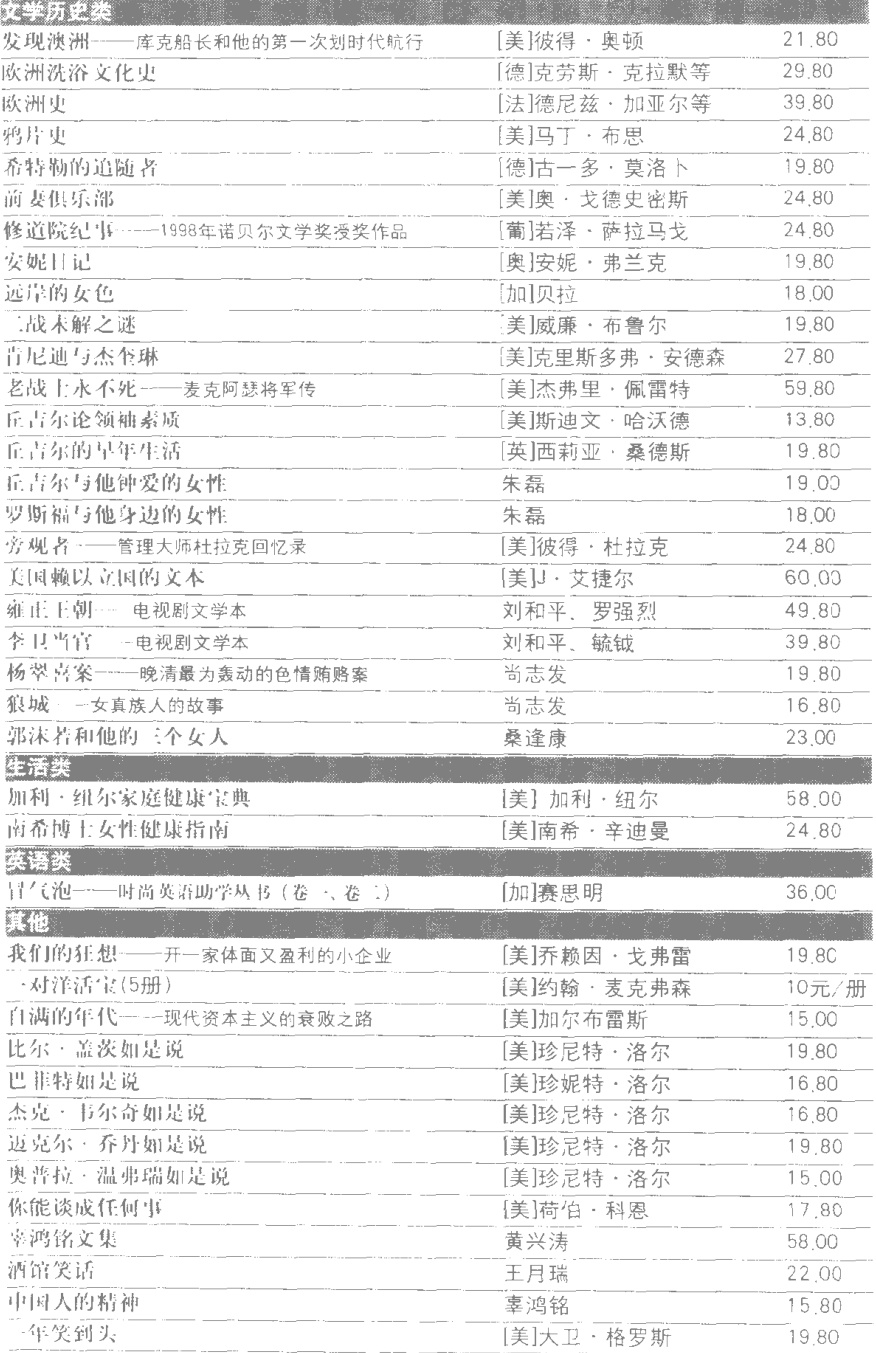 文学历史类
发现澳洲——库克船长和他的第一次划时代航行 [美]彼得·奥顿 21.80
欧洲洗浴文化史 [德]克劳斯·克拉默等 29.80
欧洲史 [法]德尼兹·加亚尔等 39.80
鸦片史 [美]马丁·布思 24.80
希特勒的追随者 [德]古一多·莫洛卜 19.80
前妻俱乐部 [美]奥·戈德史密斯 24.80
修道院纪事——1998年诺贝尔文学奖授奖作品 [葡]若泽·萨拉马戈 24.80
安妮日记 [奥]安妮·弗兰克 19.80
远岸的女色 [加]贝拉 18.00
二战未解之谜 [美]威廉·布鲁尔 19.80
肯尼迪与杰奎琳 [美]克里斯多弗·安德森 27.80
老战士永不死——麦克阿瑟将军传 [美]杰弗里·佩雷特 59.80
丘吉尔论领袖素质 [美]斯迪文·哈沃德 13.80
丘吉尔的早年生活 [英]西莉亚·桑德斯 19.80
丘吉尔与他钟爱的女性 朱磊 19.00
罗斯福与他身边的女性 朱磊 18.00
旁观者——管理大师杜拉克回忆录 [美]彼得·杜拉克 24.80
美国赖以立国的文本 [美]J·艾捷尔 60.00
雍正王朝——电视剧文学本 刘和平、罗强烈 49.80
李卫当官——电视剧文学本 刘和平、毓钺 39.80
杨翠喜案——晚清最为轰动的色情贿赂案 尚志发 19.80
狼城——女真族人的故事 尚志发 16.80
郭沫若和他的三个女人 桑逢康 23.00
生活类
加利·纽尔家庭健康宝典 [美]加利·纽尔 58.00
南希博士女性健康指南 [美]南希·辛迪曼 24.80
英语类
冒气泡——时尚英语助学丛书(卷一、卷二) [加]赛思明 36.00
其他
我们的狂想——开一家体面又盈利的小企业 [美]乔赖因·戈弗雷 19.80
一对洋活宝(5册) [美]约翰·麦克弗森 10元/册
自满的年代——现代资本主义的衰败之路 [美]加尔布雷斯 15.00
比尔·盖茨如是说 [美]珍尼特·洛尔 19.80
巴菲特如是说 [美]珍妮特·洛尔 16.80
杰克·韦尔奇如是说 [美]珍尼特·洛尔 16.80
迈克尔·乔丹如是说 [美]珍尼特·洛尔 19.80
奥普拉·温弗瑞如是说 [美]珍尼特·洛尔 15.00
你能谈成任何事 [美]荷伯·科恩 17.80
辜鸿铭文集 黄兴涛 58.00
酒馆笑话 王月瑞 22.00
中国人的精神 辜鸿铭 15.80
一年笑到头 [美]大卫·格罗斯 19.80